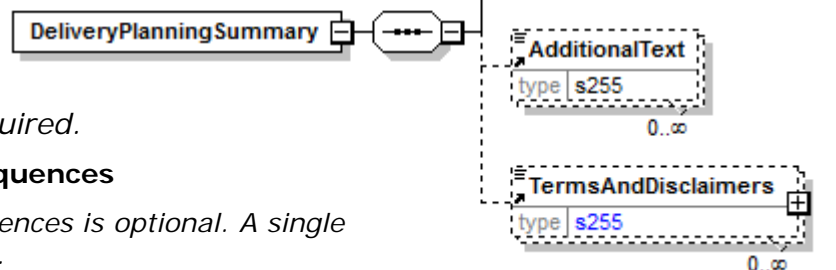 DeliveryPlanningSummary
AdditionalText
type s255
0..∞
uired.
quences
ences is optional. A single
TermsAndDisclaimers
type s255
0..∞